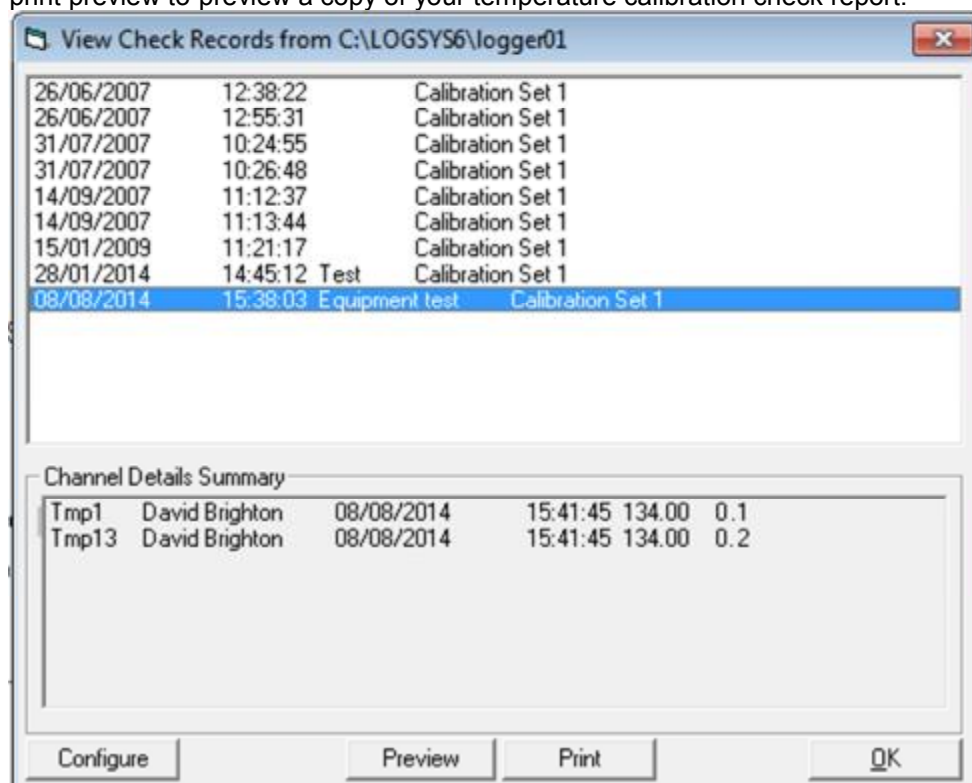 print preview to preview a copy of your temperature calibration check report.
View Check Records from C:\LOGSYS6\logger01
26/06/2007 12:38:22 Calibration Set 1
26/06/2007 12:55:31 Calibration Set 1
31/07/2007 10:24:55 Calibration Set 1
31/07/2007 10:26:48 Calibration Set 1
14/09/2007 11:12:37 Calibration Set 1
14/09/2007 11:13:44 Calibration Set 1
15/01/2009 11:21:17 Calibration Set 1
28/01/2014 14:45:12 Test Calibration Set 1
08/08/2014 15:38:03 Equipment test Calibration Set 1
Channel Details Summary
Tmp1 David Brighton 08/08/2014 15:41:45 134.00 0.1
Tmp13 David Brighton 08/08/2014 15:41:45 134.00 0.2
Configure Preview Print OK